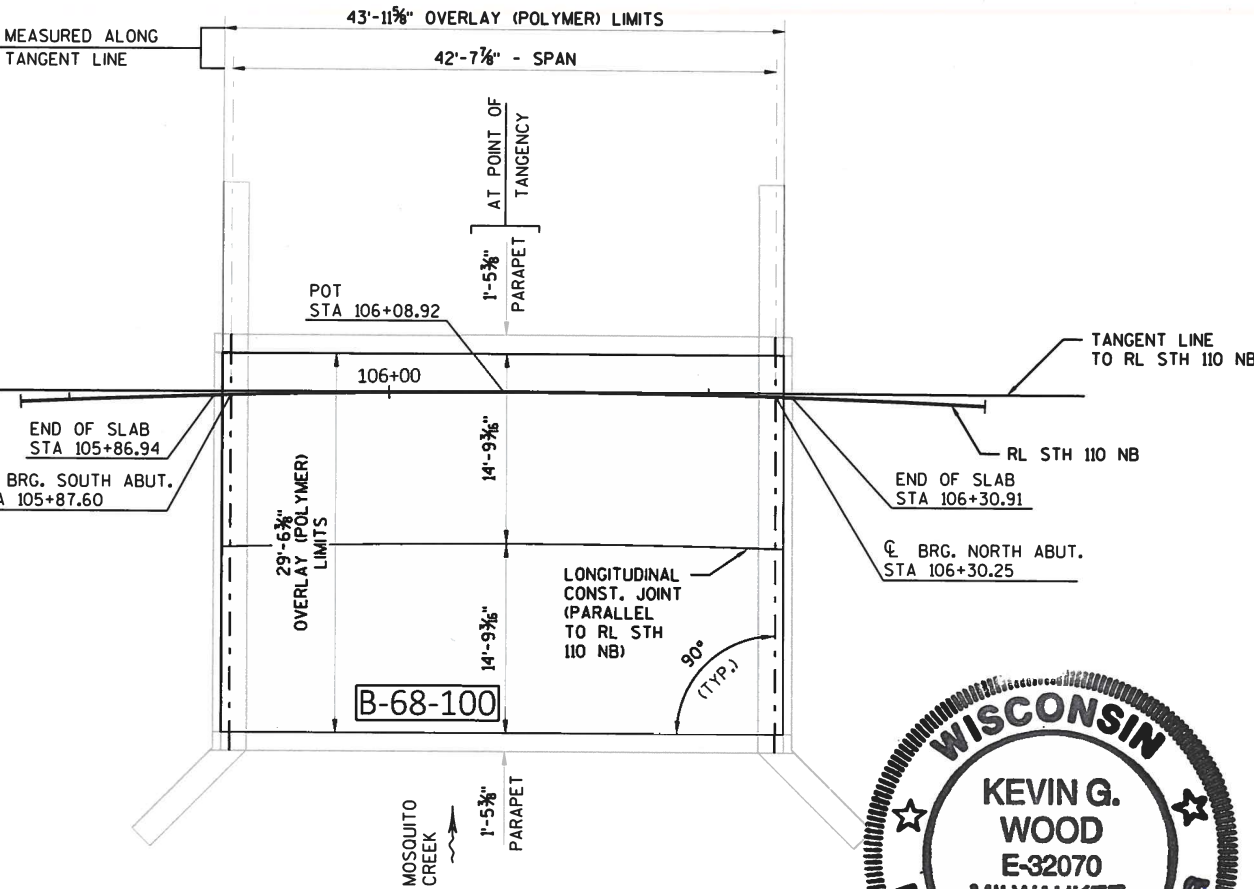 43'-11⅝" OVERLAY (POLYMER) LIMITS
MEASURED ALONG
TANGENT LINE
42'-7⅞" - SPAN
AT POINT OF
TANGENCY
1'-5⅜"
PARAPET
POT
STA 106+08.92
TANGENT LINE
TO RL STH 110 NB
106+00
END OF SLAB
STA 105+86.94
BRG. SOUTH ABUT.
A 105+87.60
14'-9³⁄₁₆"
RL STH 110 NB
END OF SLAB
STA 106+30.91
29'-6⅜"
OVERLAY (POLYMER)
LIMITS
℄ BRG. NORTH ABUT.
STA 106+30.25
LONGITUDINAL
CONST. JOINT
(PARALLEL
TO RL STH
110 NB)
14'-9³⁄₁₆"
90°
(TYP.)
B-68-100
MOSQUITO
CREEK
1'-5⅜"
PARAPET
WISCONSIN
KEVIN G.
WOOD
E-32070